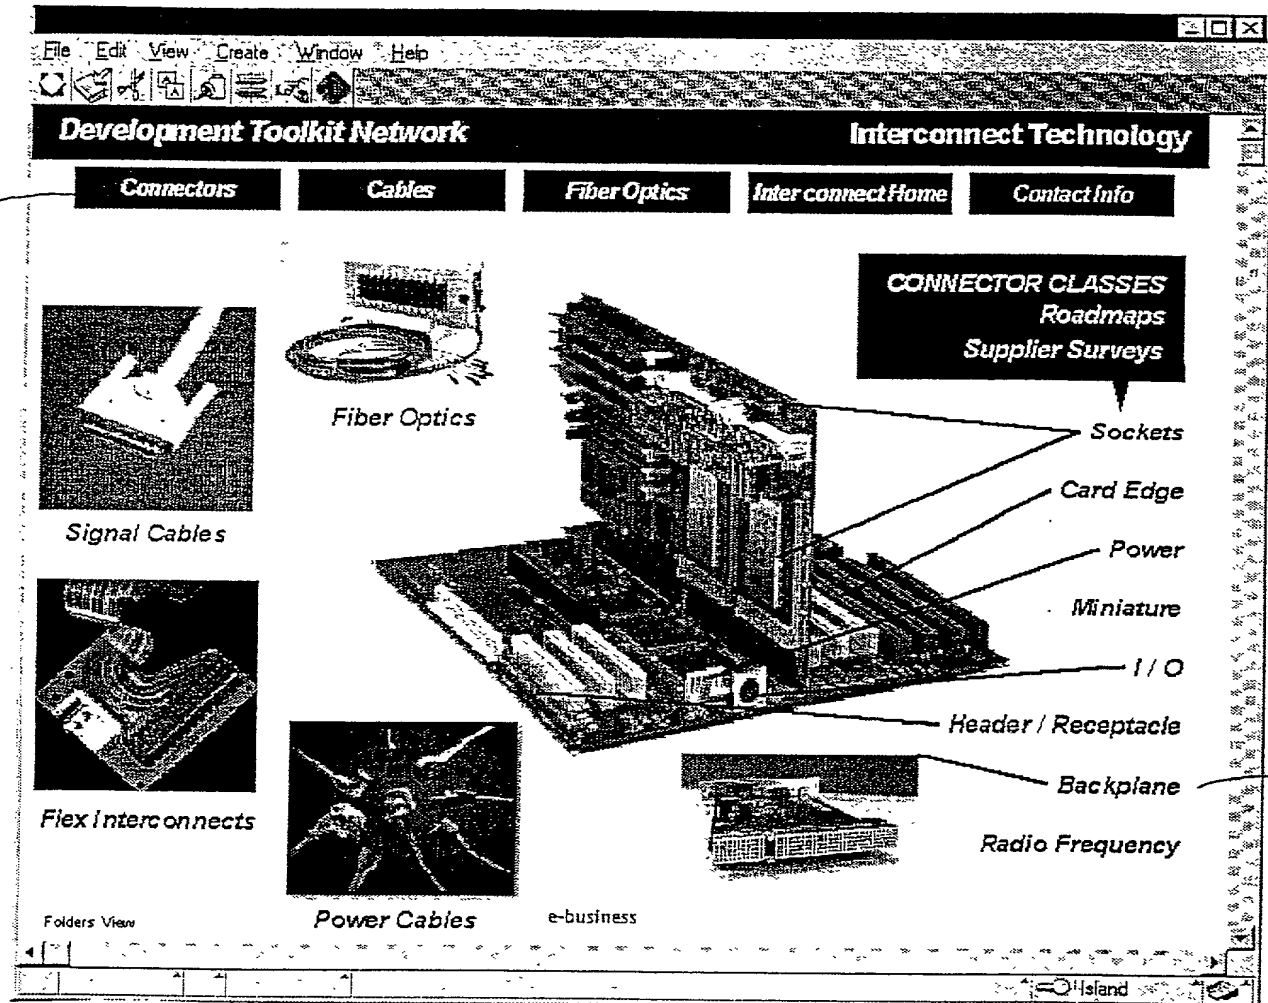 File Edit View Create Window Help
Development Toolkit Network Interconnect Technology
Connectors Cables Fiber Optics Interconnect Home Contact Info
CONNECTOR CLASSES
Roadmaps
Supplier Surveys
Fiber Optics
Sockets
Card Edge
Signal Cables
Power
Miniature
I / O
Header / Receptacle
Backplane
Flex Interconnects
Radio Frequency
Power Cables
e-business
Folders View
Island